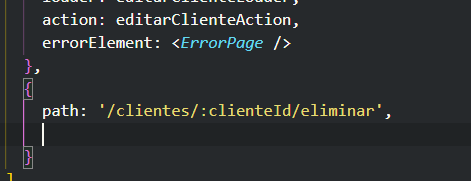 action: editarClienteAction,
errorElement: <ErrorPage />
},
{
path: '/clientes/:clienteId/eliminar',
}
]